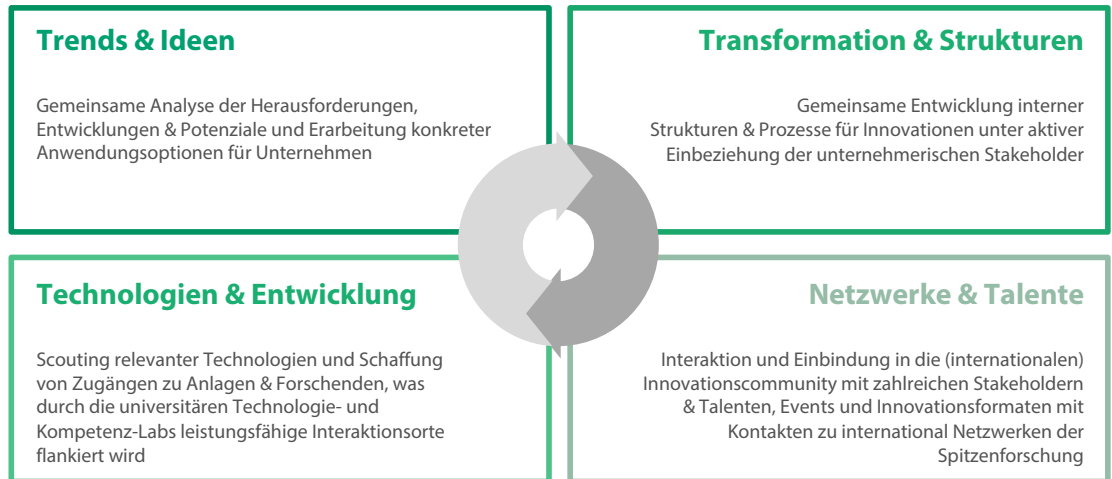 Trends & Ideen
Gemeinsame Analyse der Herausforderungen,
Entwicklungen & Potenziale und Erarbeitung konkreter
Anwendungsoptionen für Unternehmen
Transformation & Strukturen
Gemeinsame Entwicklung interner
Strukturen & Prozesse für Innovationen unter aktiver
Einbeziehung der unternehmerischen Stakeholder
Technologien & Entwicklung
Scouting relevanter Technologien und Schaffung
von Zugängen zu Anlagen & Forschenden, was
durch die universitären Technologie- und
Kompetenz-Labs leistungsfähige Interaktionsorte
flankiert wird
Netzwerke & Talente
Interaktion und Einbindung in die (internationalen)
Innovationscommunity mit zahlreichen Stakeholdern
& Talenten, Events und Innovationsformaten mit
Kontakten zu international Netzwerken der
Spitzenforschung